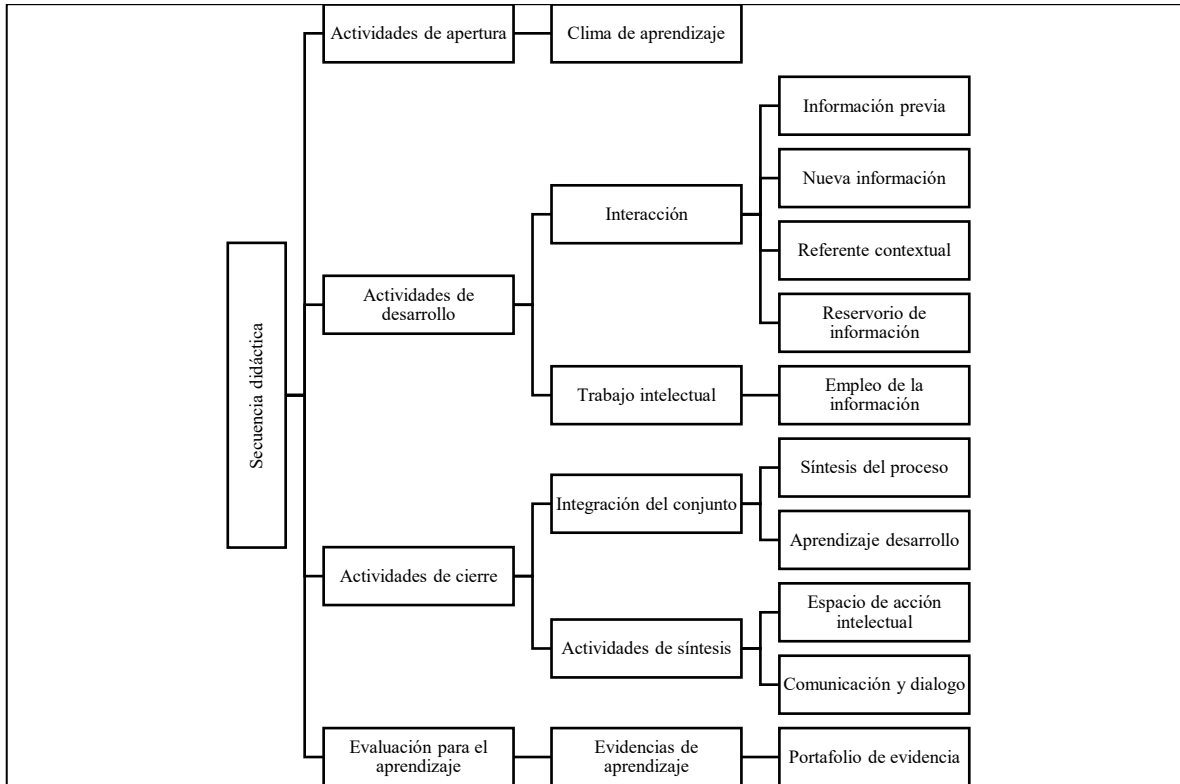 Secuencia didáctica
Actividades de apertura
Clima de aprendizaje
Actividades de
desarrollo
Interacción
Información previa
Nueva información
Referente contextual
Reservorio de
información
Trabajo intelectual
Empleo de la
información
Actividades de cierre
Integración del conjunto
Síntesis del proceso
Aprendizaje desarrollo
Actividades de síntesis
Espacio de acción
intelectual
Comunicación y dialogo
Evaluación para el
aprendizaje
Evidencias de
aprendizaje
Portafolio de evidencia